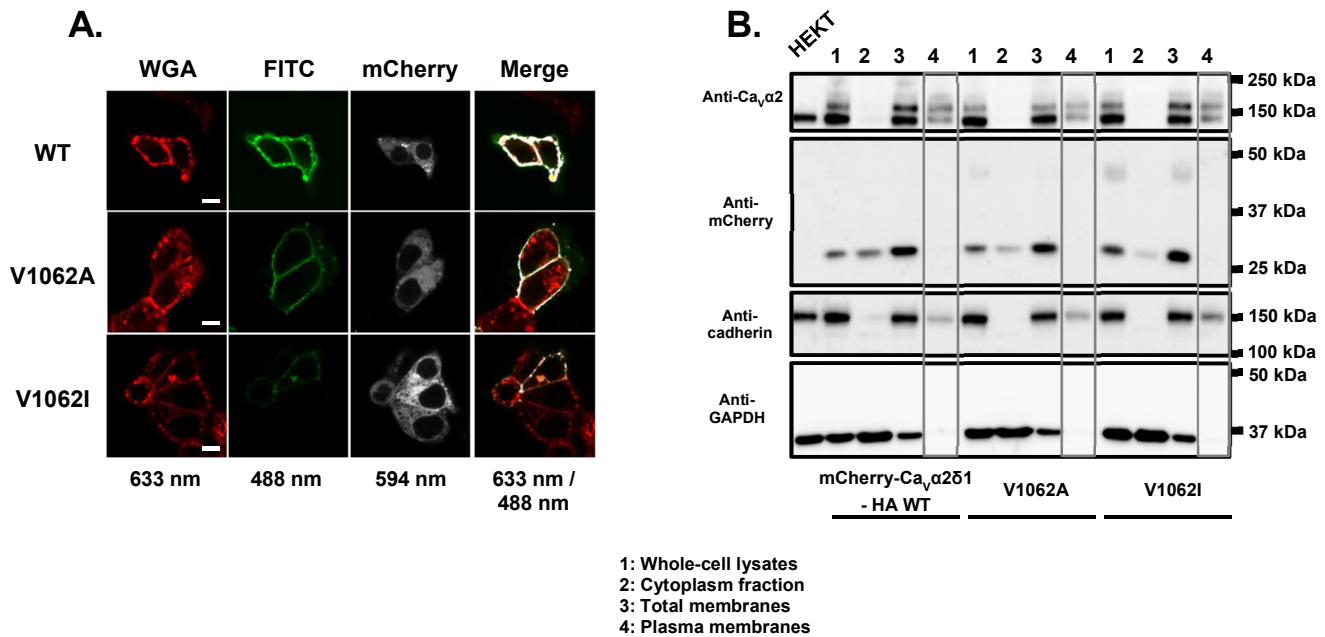 A.
WGA FITC mCherry Merge
WT
V1062A
V1062I
633 nm 488 nm 594 nm 633 nm /
488 nm
B.
HEKT 1 2 3 4 1 2 3 4 1 2 3 4
Anti-CaVα2
250 kDa
150 kDa
Anti-
mCherry
50 kDa
37 kDa
25 kDa
Anti-
cadherin
150 kDa
100 kDa
Anti-
GAPDH
50 kDa
37 kDa
mCherry-CaVα2δ1
- HA WT
V1062A
V1062I
1: Whole-cell lysates
2: Cytoplasm fraction
3: Total membranes
4: Plasma membranes